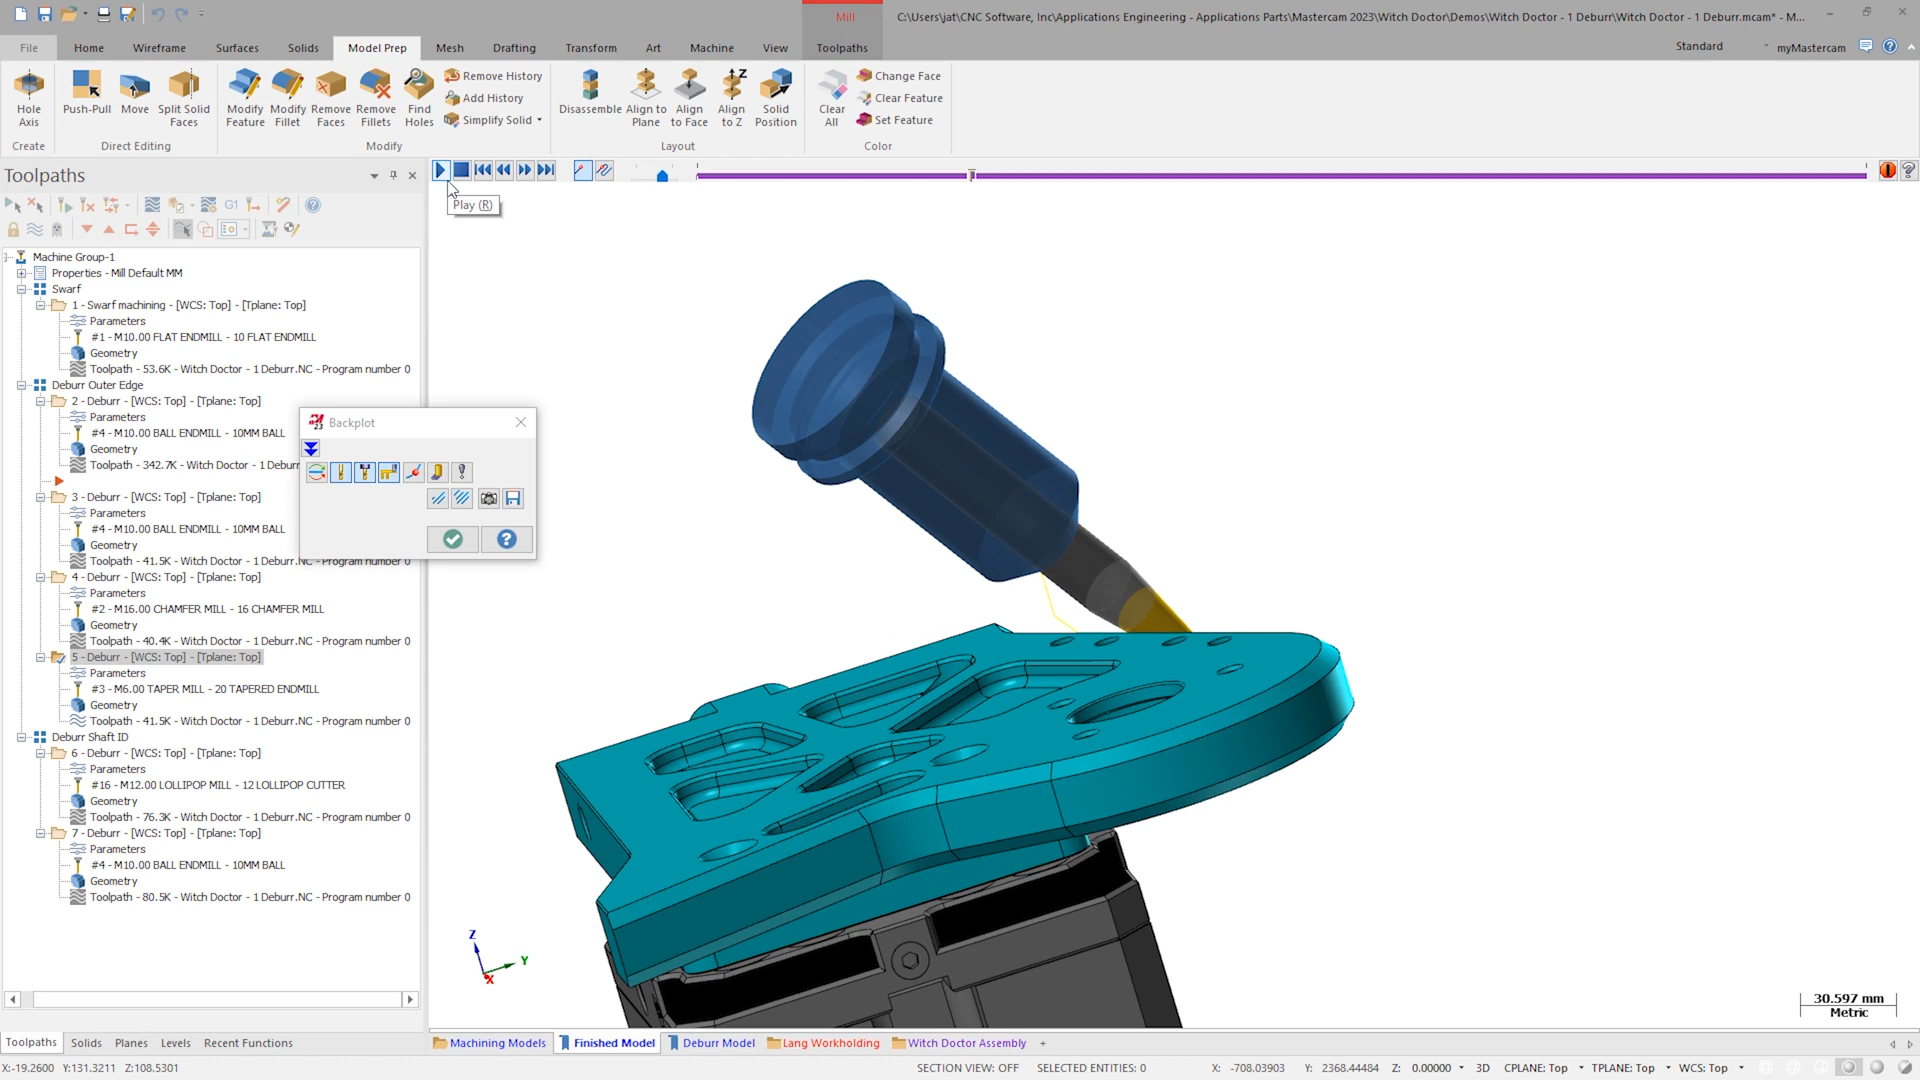 Mill
C:\Users\jat\CNC Software, Inc\Applications Engineering - Applications Parts\Mastercam 2023\Witch Doctor\Demos\Witch Doctor - 1 Deburr\Witch Doctor - 1 Deburr.mcam* - M...
File
Home
Wireframe
Surfaces
Solids
Model Prep
Mesh
Drafting
Transform
Art
Machine
View
Toolpaths
Standard
myMastercam
Hole Axis
Push-Pull
Move
Split Solid Faces
Modify Feature
Modify Fillet
Remove Faces
Remove Fillets
Find Holes
Remove History
Add History
Simplify Solid
Disassemble
Align to Plane
Align to Face
Align to Z
Solid Position
Clear All
Change Face
Clear Feature
Set Feature
Create
Direct Editing
Modify
Layout
Color
Toolpaths
Play (R)
G1
Machine Group-1
Properties - Mill Default MM
Swarf
1 - Swarf machining - [WCS: Top] - [Tplane: Top]
Parameters
#1 - M10.00 FLAT ENDMILL - 10 FLAT ENDMILL
Geometry
Toolpath - 53.6K - Witch Doctor - 1 Deburr.NC - Program number 0
Deburr Outer Edge
2 - Deburr - [WCS: Top] - [Tplane: Top]
Parameters
#4 - M10.00 BALL ENDMILL - 10MM BALL
Geometry
Toolpath - 342.7K - Witch Doctor - 1 Deburr
3 - Deburr - [WCS: Top] - [Tplane: Top]
Parameters
#4 - M10.00 BALL ENDMILL - 10MM BALL
Geometry
Toolpath - 41.5K - Witch Doctor - 1 Deburr.NC - Program number 0
4 - Deburr - [WCS: Top] - [Tplane: Top]
Parameters
#2 - M16.00 CHAMFER MILL - 16 CHAMFER MILL
Geometry
Toolpath - 40.4K - Witch Doctor - 1 Deburr.NC - Program number 0
5 - Deburr - [WCS: Top] - [Tplane: Top]
Parameters
#3 - M6.00 TAPER MILL - 20 TAPERED ENDMILL
Geometry
Toolpath - 41.5K - Witch Doctor - 1 Deburr.NC - Program number 0
Deburr Shaft ID
6 - Deburr - [WCS: Top] - [Tplane: Top]
Parameters
#16 - M12.00 LOLLIPOP MILL - 12 LOLLIPOP CUTTER
Geometry
Toolpath - 76.3K - Witch Doctor - 1 Deburr.NC - Program number 0
7 - Deburr - [WCS: Top] - [Tplane: Top]
Parameters
#4 - M10.00 BALL ENDMILL - 10MM BALL
Geometry
Toolpath - 80.5K - Witch Doctor - 1 Deburr.NC - Program number 0
Backplot
Z
Y
X
30.597 mm
Metric
Toolpaths
Solids
Planes
Levels
Recent Functions
Machining Models
Finished Model
Deburr Model
Lang Workholding
Witch Doctor Assembly
+
X:-19.2600 Y:131.3211 Z:108.5301
SECTION VIEW: OFF
SELECTED ENTITIES: 0
X: -708.03903
Y: 2368.44484
Z: 0.00000
3D
CPLANE: Top
TPLANE: Top
WCS: Top